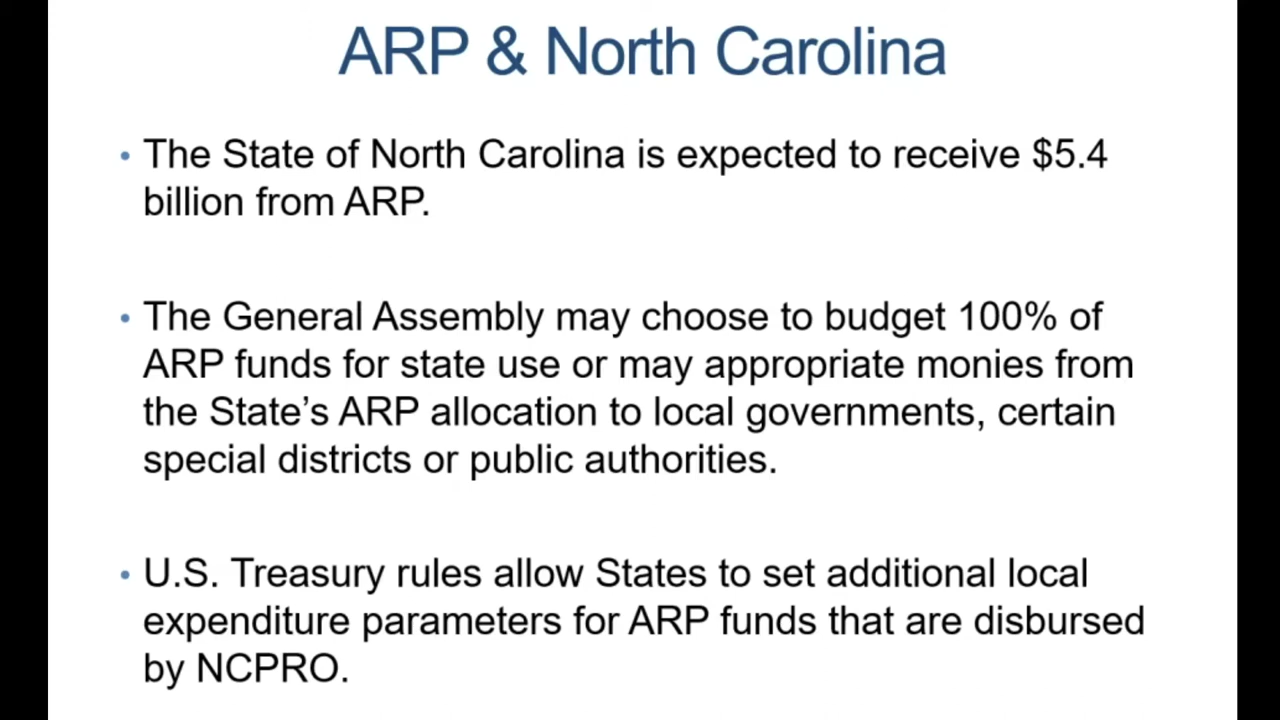 ARP & North Carolina
• The State of North Carolina is expected to receive $5.4
billion from ARP.
• The General Assembly may choose to budget 100% of
ARP funds for state use or may appropriate monies from
the State’s ARP allocation to local governments, certain
special districts or public authorities.
• U.S. Treasury rules allow States to set additional local
expenditure parameters for ARP funds that are disbursed
by NCPRO.